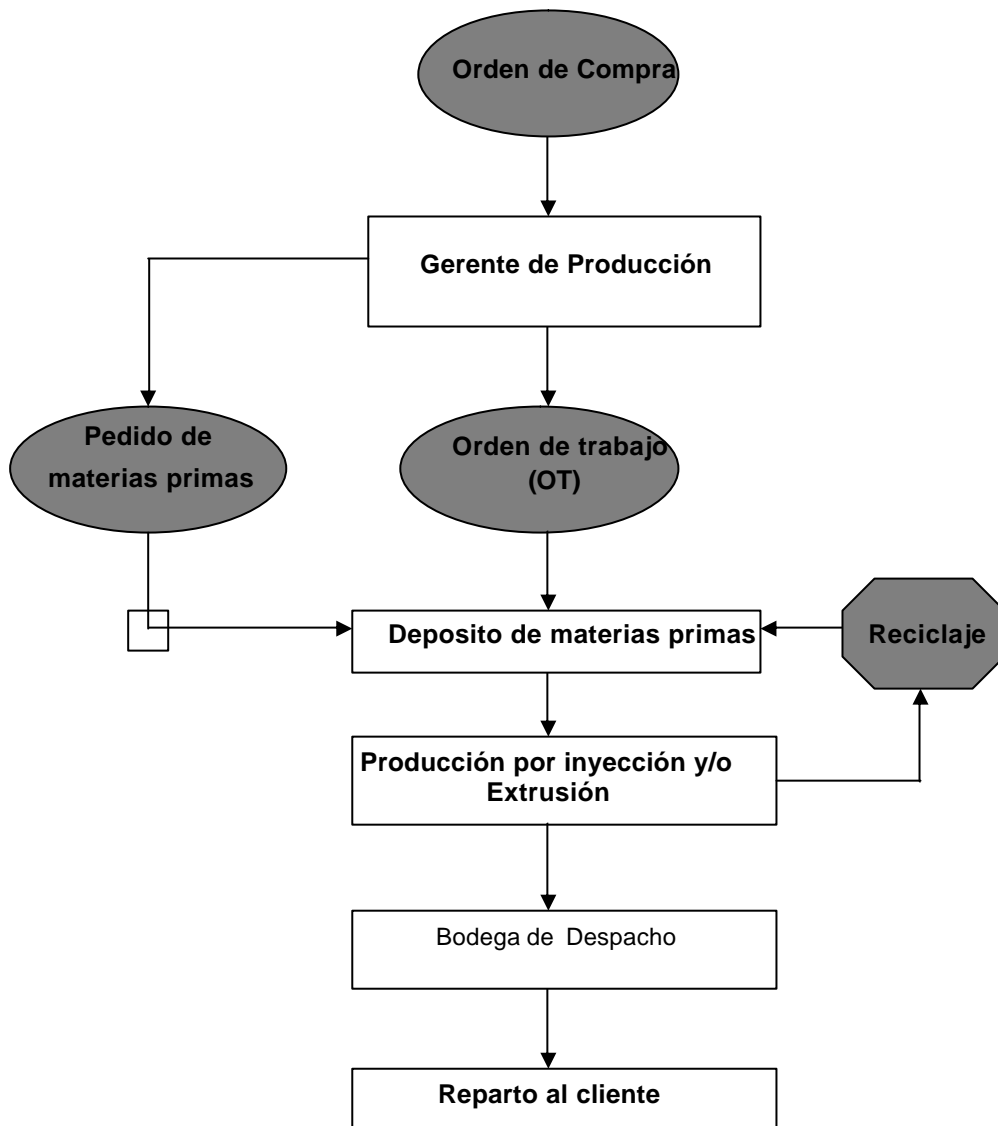 Orden de Compra
Gerente de Producción
Pedido de
materias primas
Orden de trabajo
(OT)
Deposito de materias primas
Reciclaje
Producción por inyección y/o
Extrusión
Bodega de  Despacho
Reparto al cliente